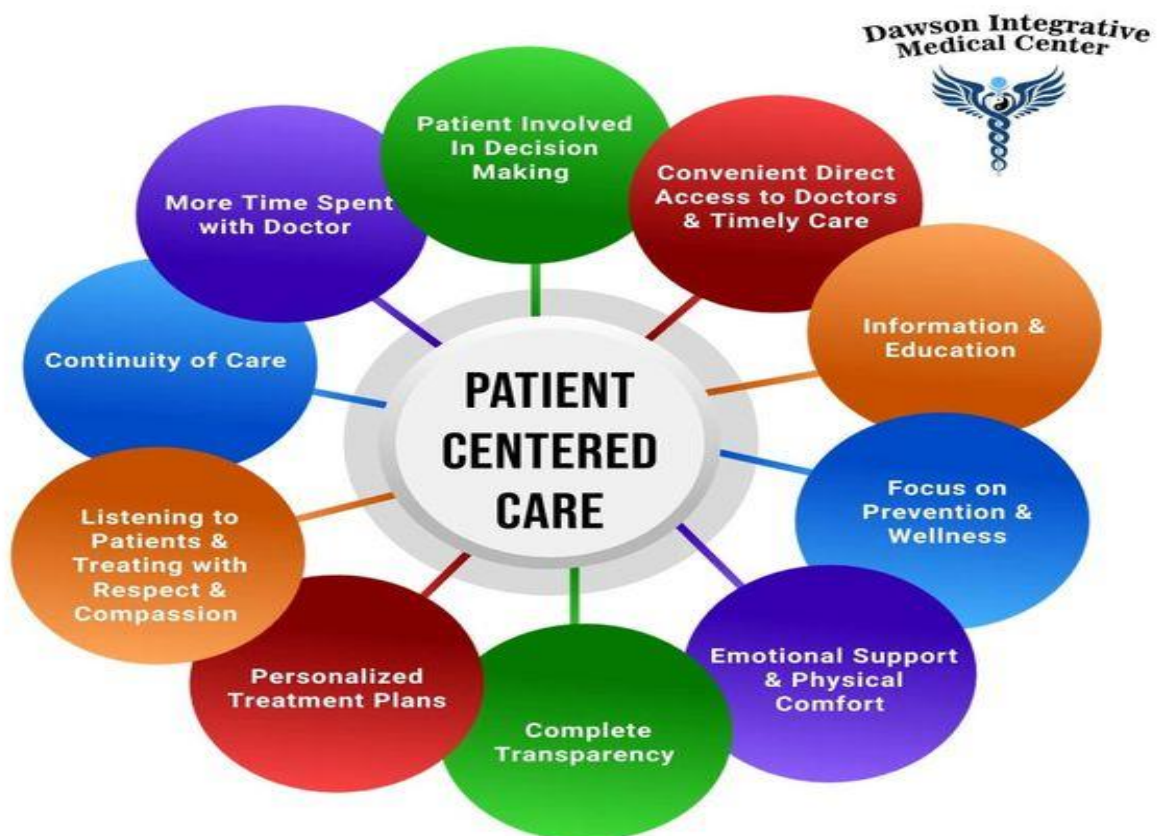 Dawson Integrative
Medical Center
Patient Involved
In Decision
Making
Convenient Direct
Access to Doctors
& Timely Care
Information &
Education
Focus on
Prevention &
Wellness
Emotional Support
& Physical
Comfort
Complete
Transparency
Personalized
Treatment Plans
Listening to
Patients &
Treating with
Respect &
Compassion
Continuity of Care
More Time Spent
with Doctor
PATIENT
CENTERED
CARE